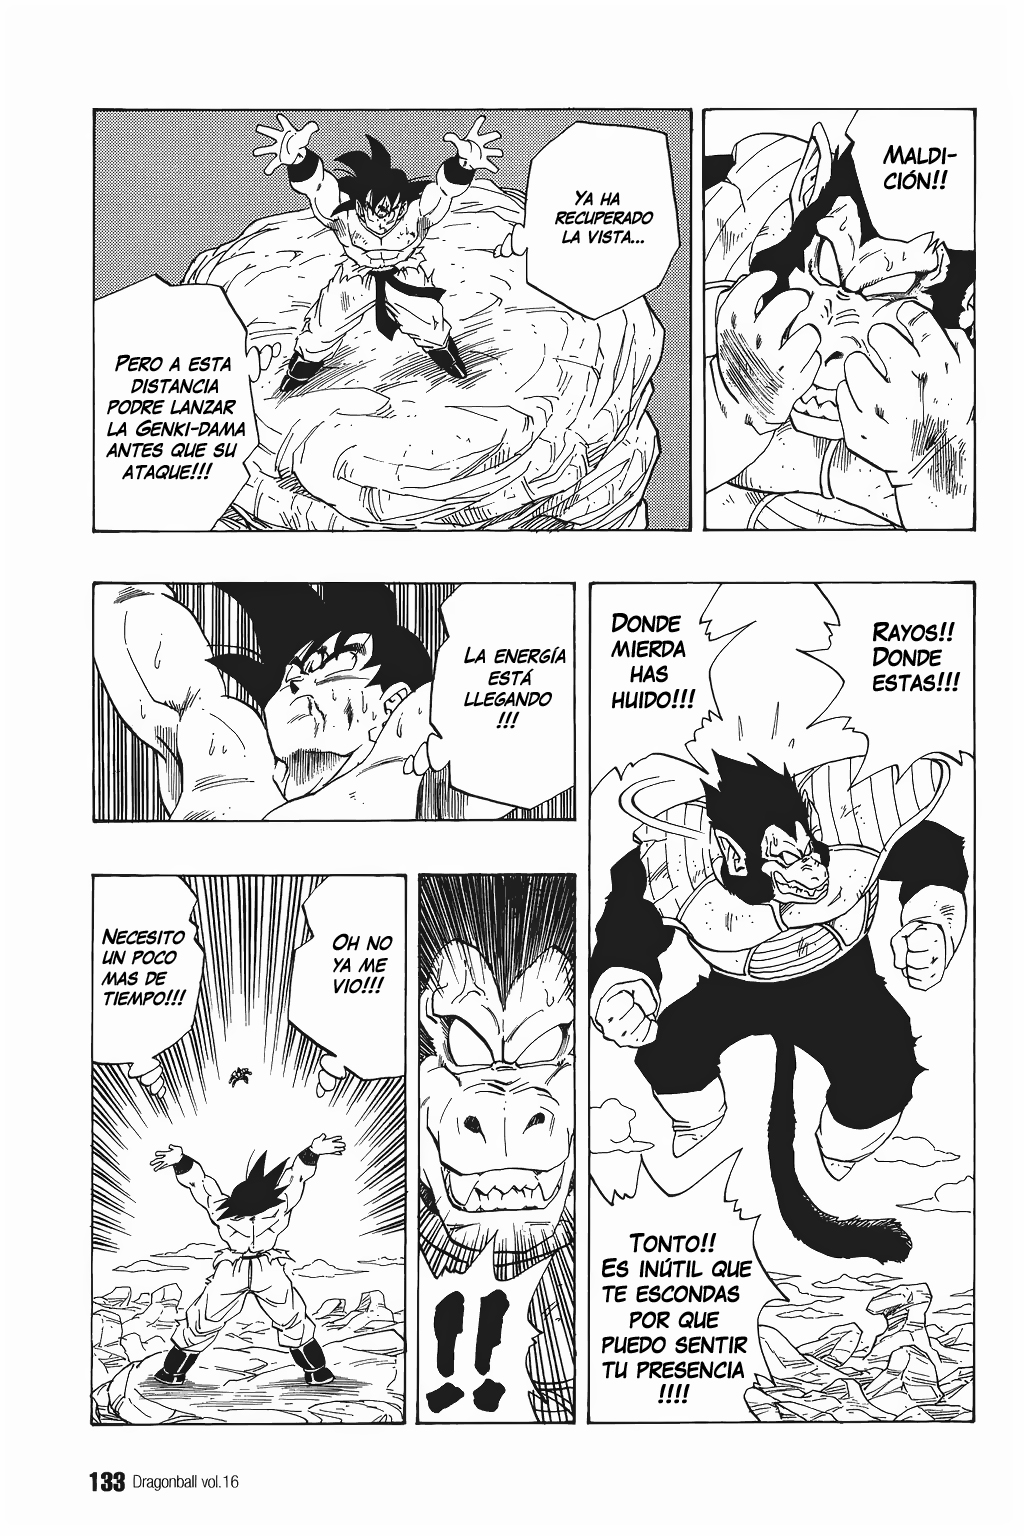 MALDI-
CIÓN!!
YA HA
RECUPERADO
LA VISTA...
PERO A ESTA
DISTANCIA
PODRE LANZAR
LA GENKI-DAMA
ANTES QUE SU
ATAQUE!!!
RAYOS!!
DONDE
ESTAS!!!
DONDE
MIERDA
HAS
HUIDO!!!
TONTO!!
ES INÚTIL QUE
TE ESCONDAS
POR QUE
PUEDO SENTIR
TU PRESENCIA
!!!!
LA ENERGÍA
ESTÁ
LLEGANDO
!!!
!!
OH NO
YA ME
VIO!!!
NECESITO
UN POCO
MAS DE
TIEMPO!!!
133 Dragonball vol.16